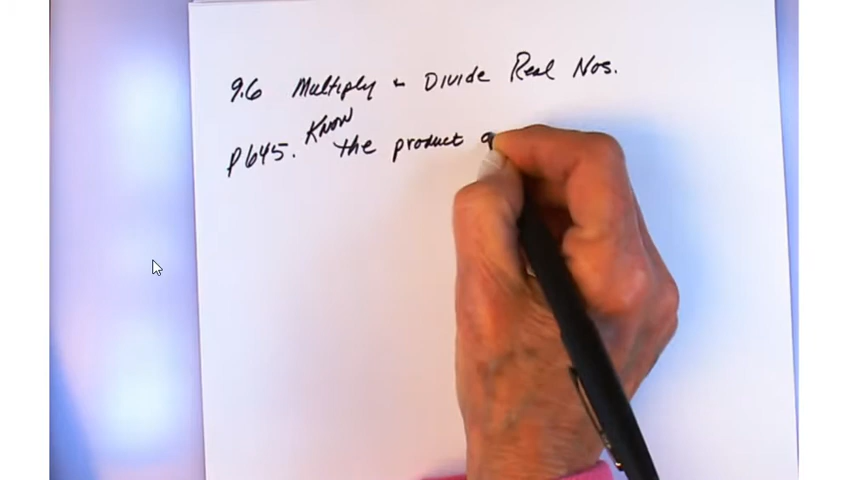 9.6 Multiply & Divide Real Nos.
Know
P645. the product